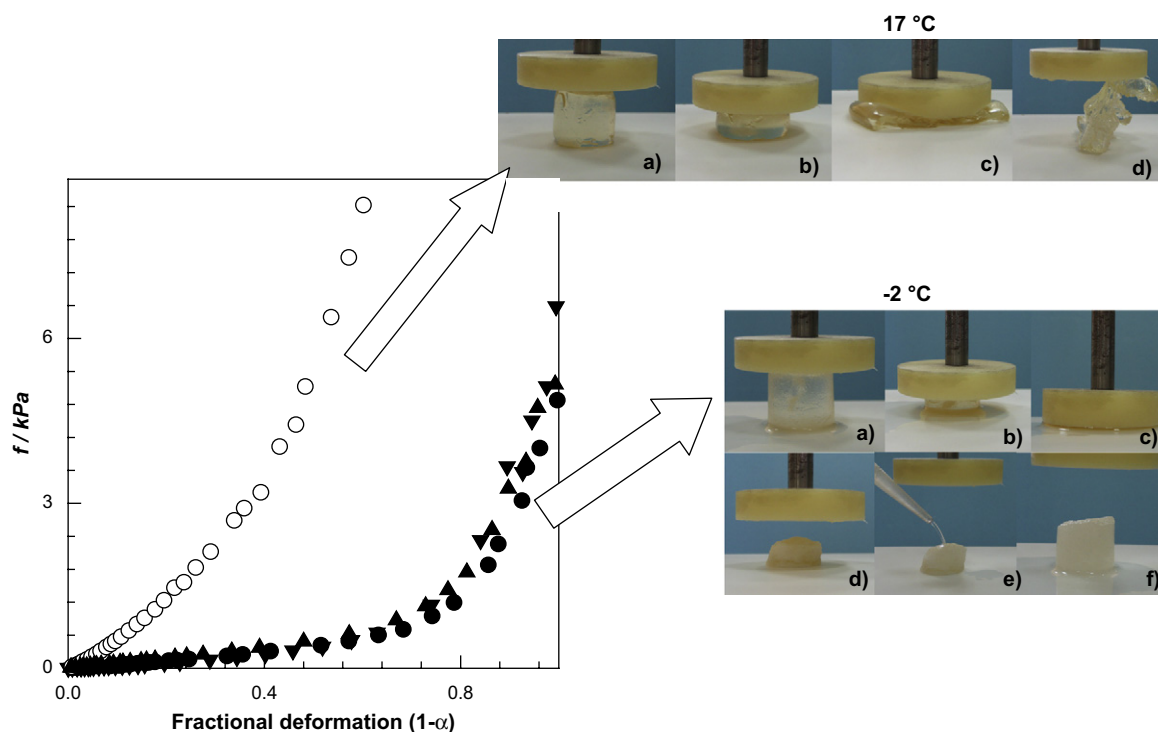 17 °C
a)
b)
c)
d)
f / kPa
6
3
0
0.0
0.4
0.8
Fractional deformation (1-α)
-2 °C
a)
b)
c)
d)
e)
f)